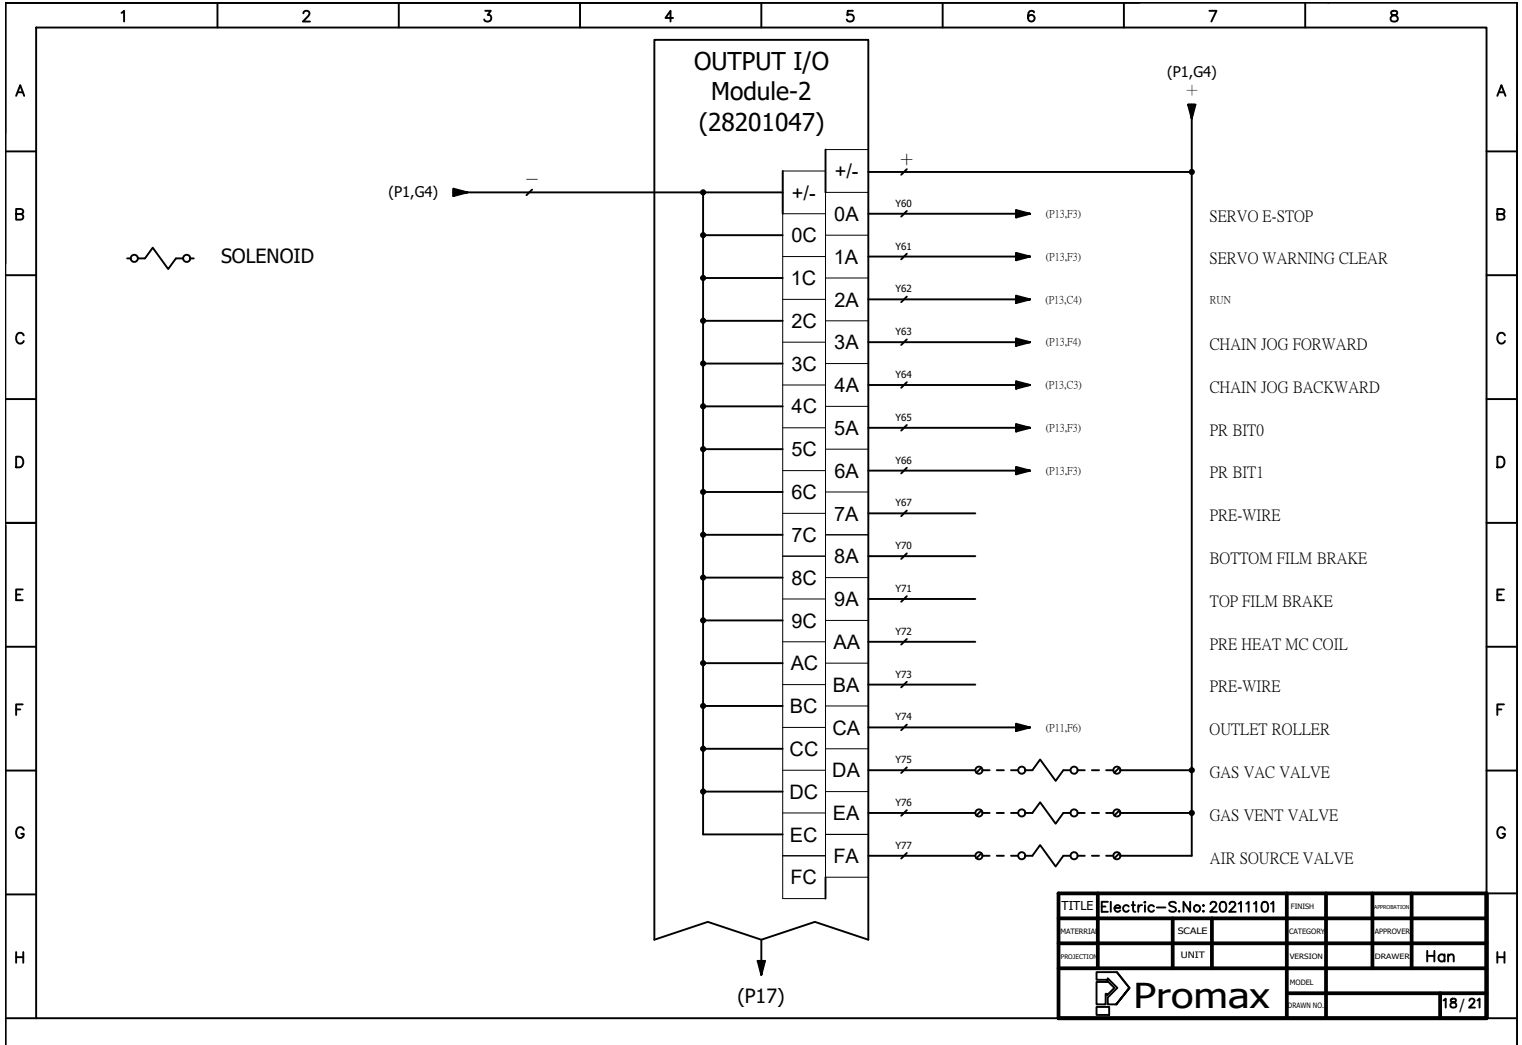 1 2 3 4 5 6 7 8
A A
B B
C C
D D
E E
F F
G G
H H
OUTPUT I/O
Module-2
(28201047)
(P1,G4)
+
(P1,G4)
–
SOLENOID
+/-
0C
1C
2C
3C
4C
5C
6C
7C
8C
9C
AC
BC
CC
DC
EC
FC
+/- +
0A Y60 (P13,F3) SERVO E-STOP
1A Y61 (P13,F3) SERVO WARNING CLEAR
2A Y62 (P13,C4) RUN
3A Y63 (P13,F4) CHAIN JOG FORWARD
4A Y64 (P13,C3) CHAIN JOG BACKWARD
5A Y65 (P13,F3) PR BIT0
6A Y66 (P13,F3) PR BIT1
7A Y67 PRE-WIRE
8A Y70 BOTTOM FILM BRAKE
9A Y71 TOP FILM BRAKE
AA Y72 PRE HEAT MC COIL
BA Y73 PRE-WIRE
CA Y74 (P11,F6) OUTLET ROLLER
DA Y75 GAS VAC VALVE
EA Y76 GAS VENT VALVE
FA Y77 AIR SOURCE VALVE
(P17)
TITLE Electric-S.No: 20211101 FINISH APPROBATION
MATERRIA SCALE CATEGORY APPROVER
PROJECTION UNIT VERSION DRAWER Han
Promax
MODEL
DRAWN NO. 18/21